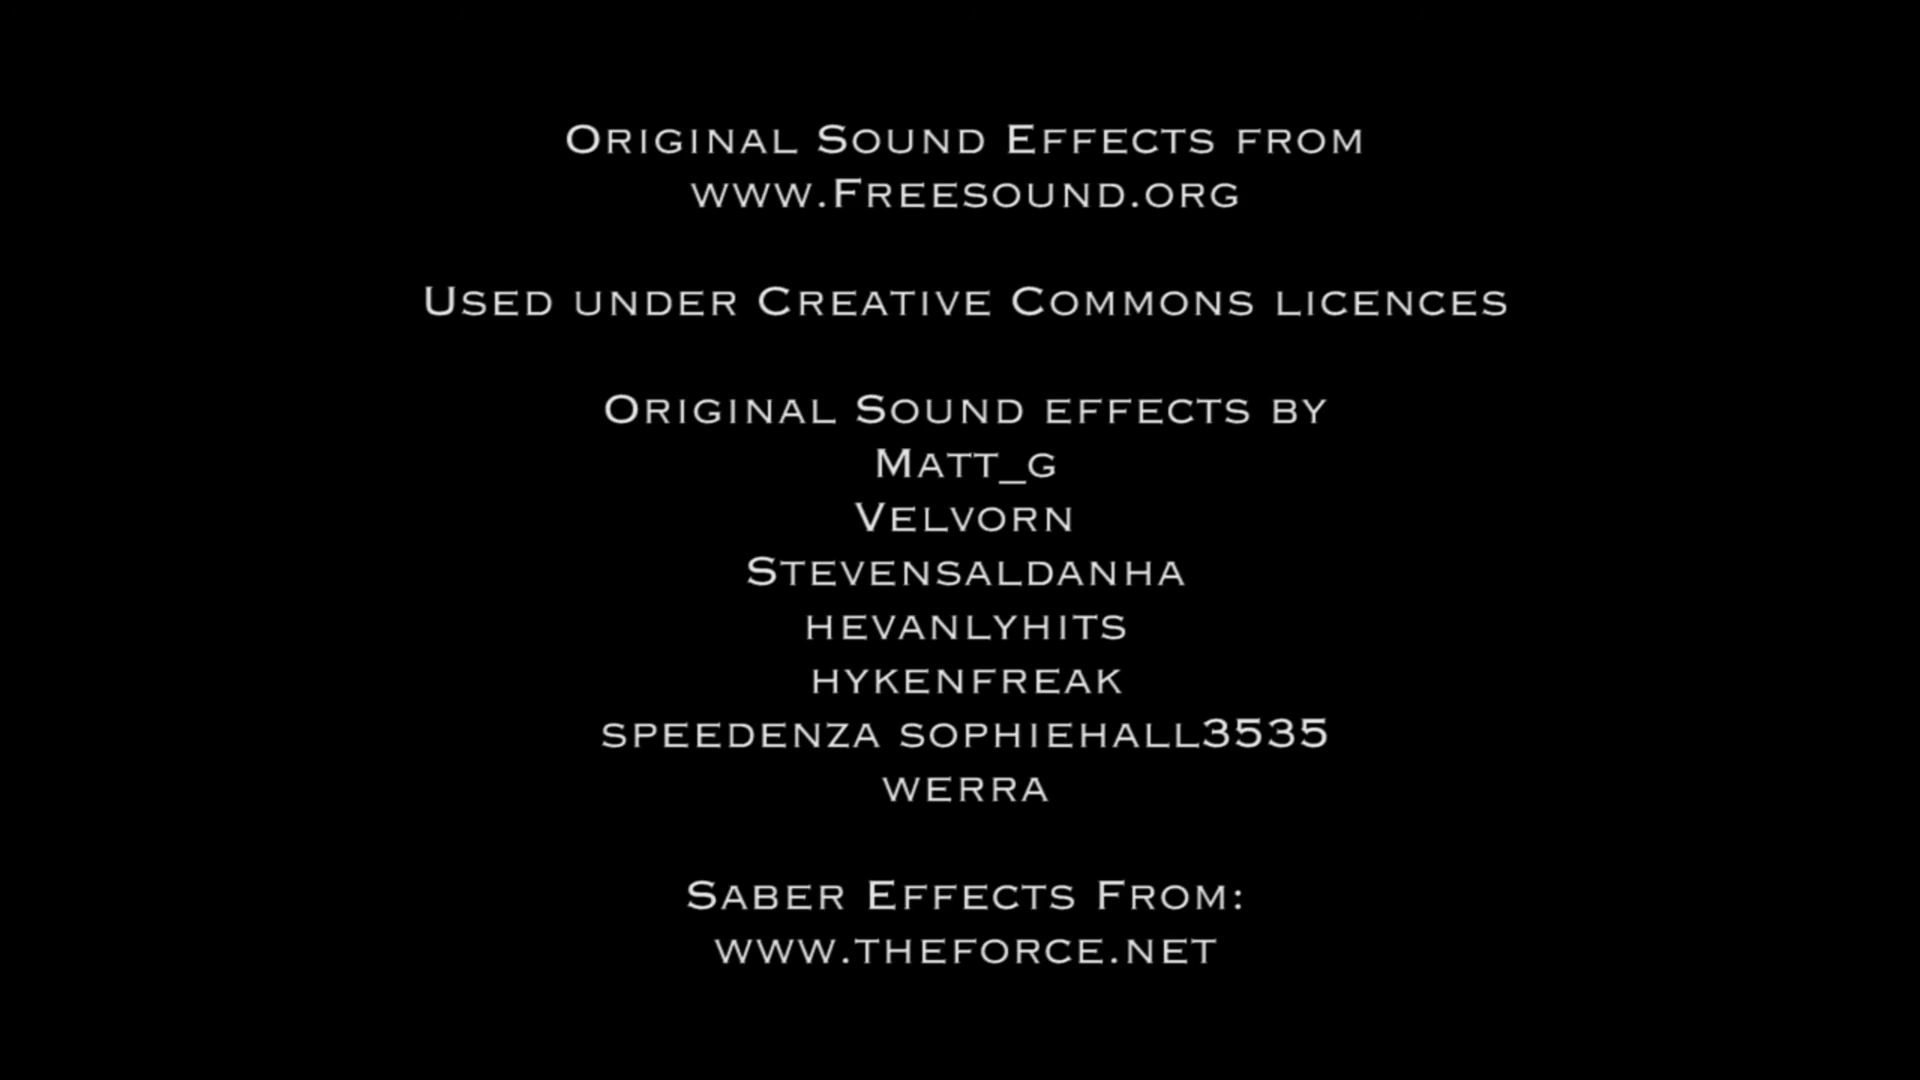 Original Sound Effects from
www.Freesound.org
Used under Creative Commons licences
Original Sound effects by
Matt_g
Velvorn
Stevensaldanha
hevanlyhits
hykenfreak
speedenza sophiehall3535
werra
Saber Effects From:
www.theforce.net